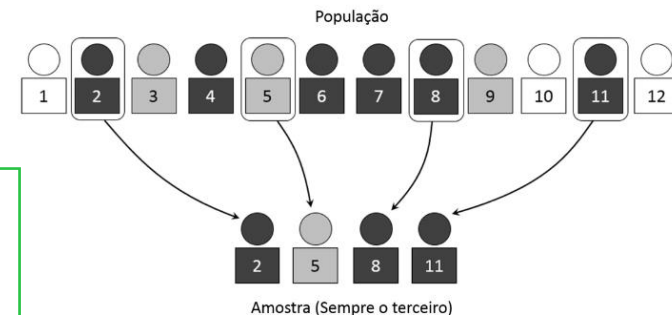 População
1 2 3 4 5 6 7 8 9 10 11 12
2 5 8 11
Amostra (Sempre o terceiro)